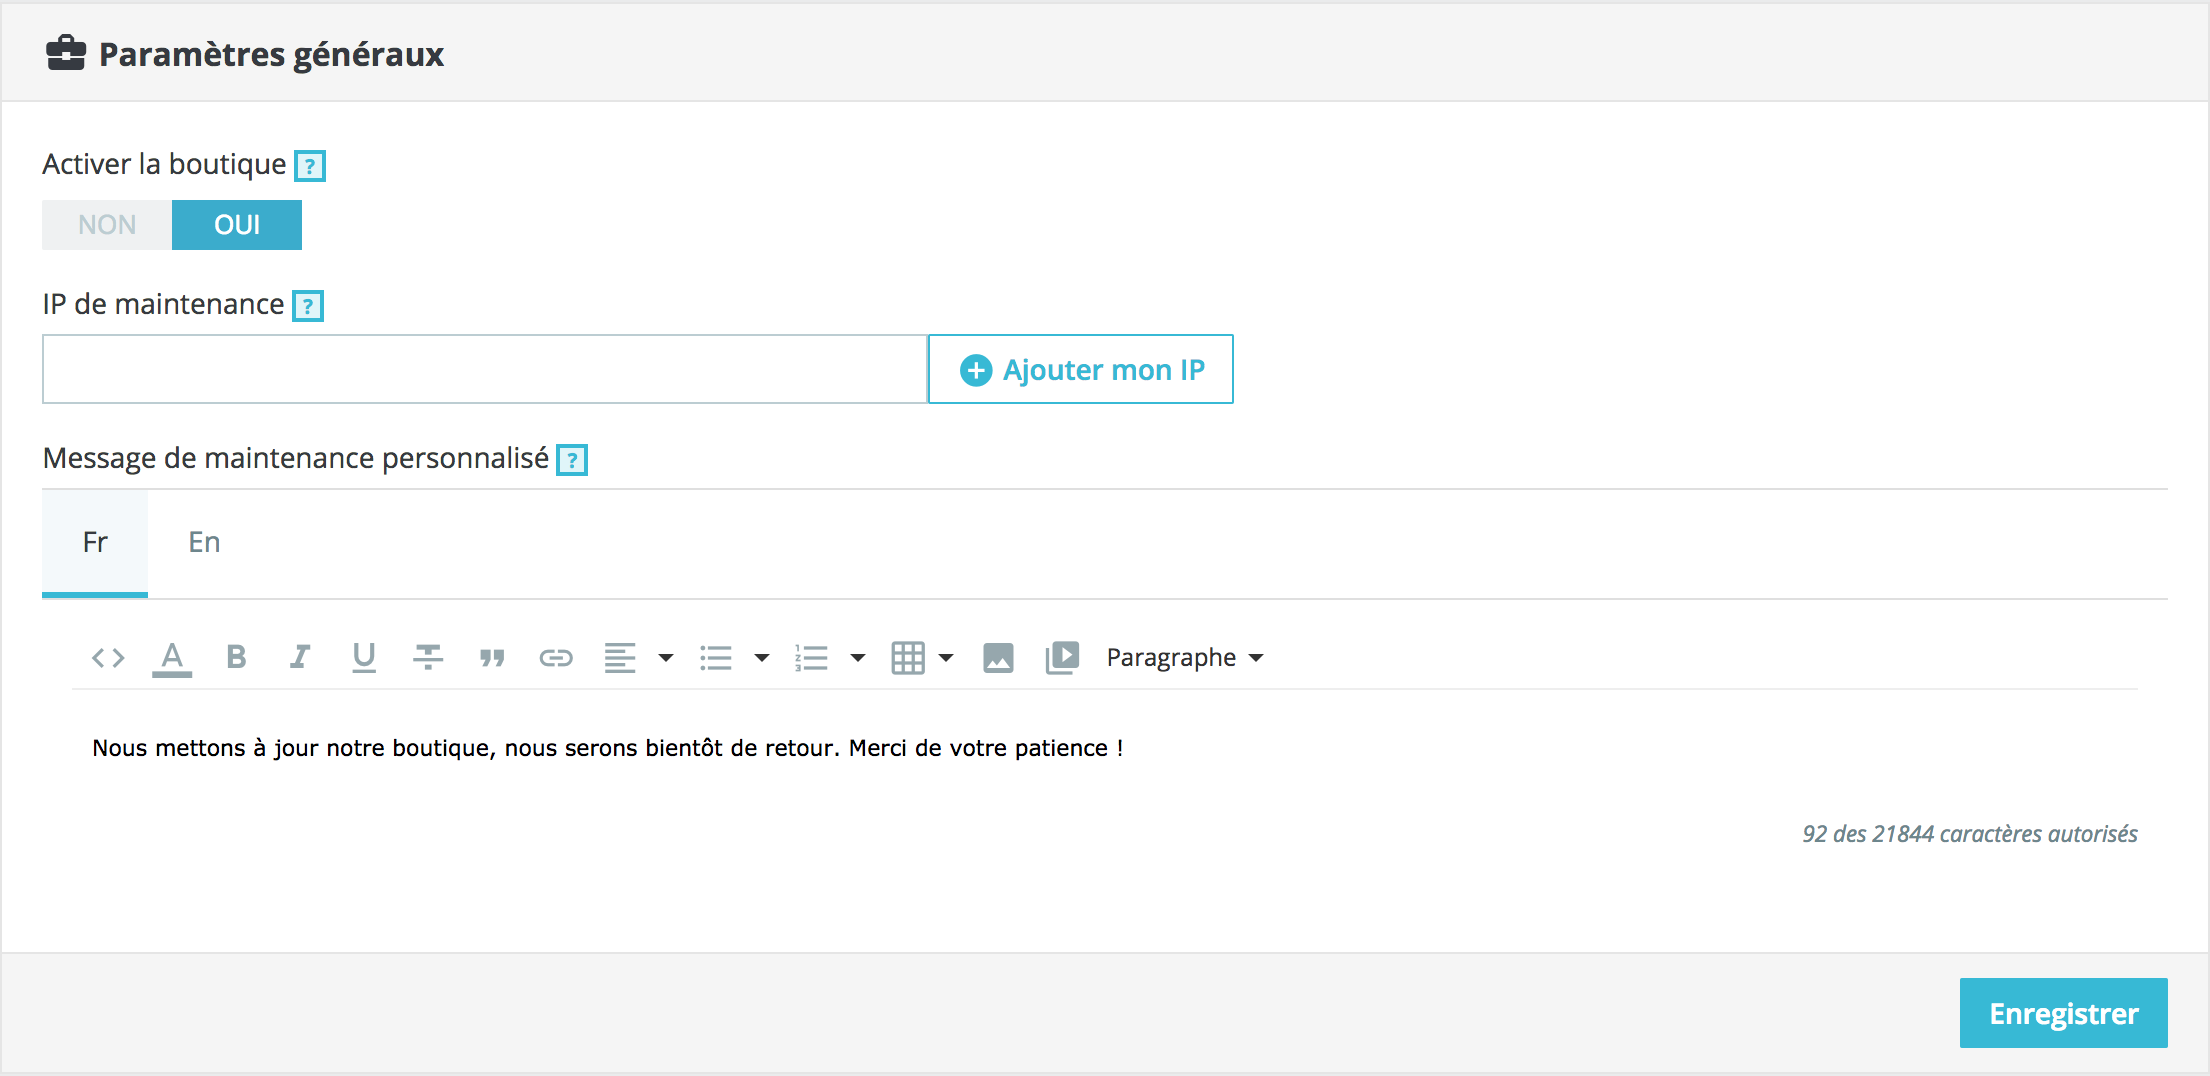 Paramètres généraux
Activer la boutique ?
NON OUI
IP de maintenance ?
Ajouter mon IP
Message de maintenance personnalisé ?
Fr En
Paragraphe
Nous mettons à jour notre boutique, nous serons bientôt de retour. Merci de votre patience !
92 des 21844 caractères autorisés
Enregistrer